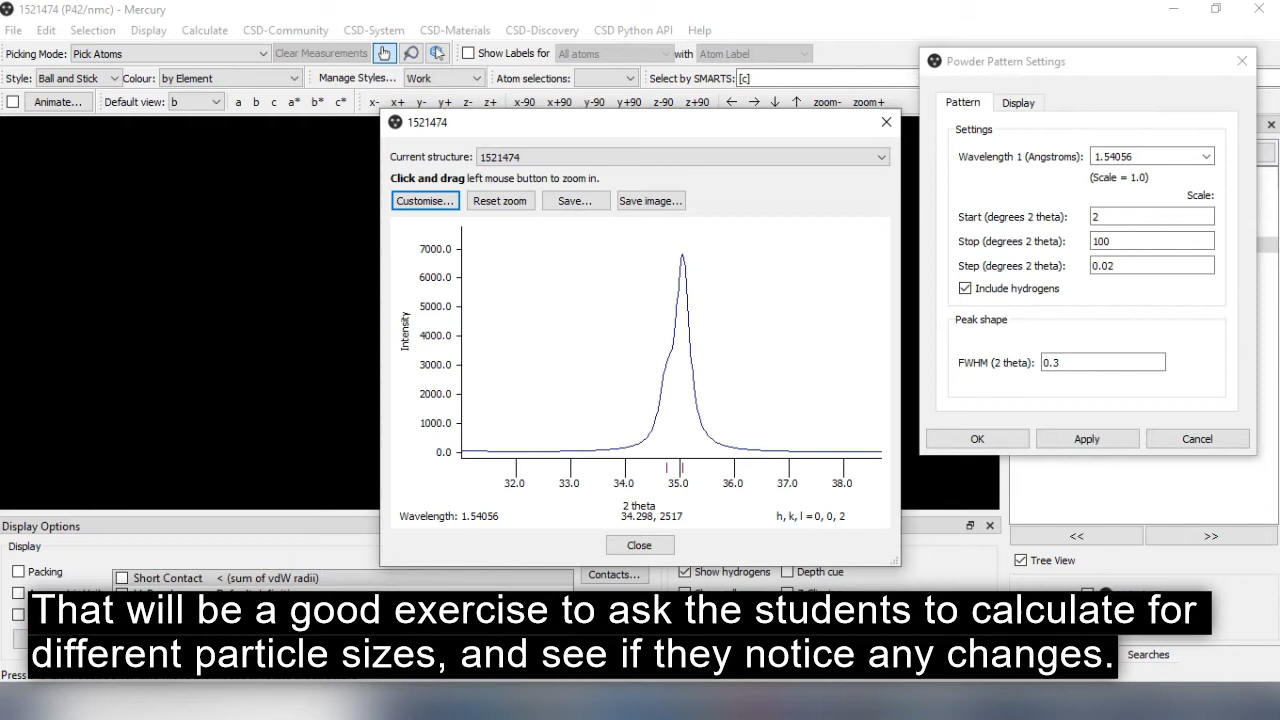 1521474 (P42/nmc) - Mercury
File Edit Selection Display Calculate CSD-Community CSD-System CSD-Materials CSD-Discovery CSD Python API Help
Picking Mode: Pick Atoms Clear Measurements Show Labels for All atoms with Atom Label
Style: Ball and Stick Colour: by Element Manage Styles... Work Atom selections: Select by SMARTS: [c]
Animate... Default view: b a b c a* b* c* x- x+ y- y+ z- z+ x-90 x+90 y-90 y+90 z-90 z+90 ← → ↓ ↑ zoom- zoom+
1521474
Current structure: 1521474
Click and drag left mouse button to zoom in.
Customise... Reset zoom Save... Save image...
Intensity
7000.0
6000.0
5000.0
4000.0
3000.0
2000.0
1000.0
0.0
32.0 33.0 34.0 35.0 36.0 37.0 38.0
2 theta
Wavelength: 1.54056 34.298, 2517 h, k, l = 0, 0, 2
Close
Powder Pattern Settings
Pattern Display
Settings
Wavelength 1 (Angstroms): 1.54056
(Scale = 1.0)
Scale:
Start (degrees 2 theta): 2
Stop (degrees 2 theta): 100
Step (degrees 2 theta): 0.02
Include hydrogens
Peak shape
FWHM (2 theta): 0.3
OK Apply Cancel
<< >>
Tree View
Display Options
Display
Packing Short Contact < (sum of vdW radii) Contacts... Show hydrogens Depth cue
That will be a good exercise to ask the students to calculate for
different particle sizes, and see if they notice any changes.
Searches